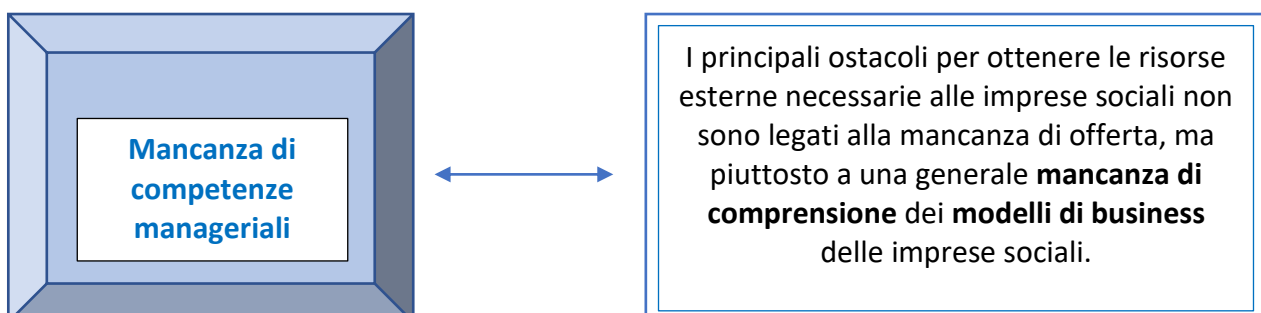 Mancanza di
competenze
manageriali
I principali ostacoli per ottenere le risorse
esterne necessarie alle imprese sociali non
sono legati alla mancanza di offerta, ma
piuttosto a una generale mancanza di
comprensione dei modelli di business
delle imprese sociali.